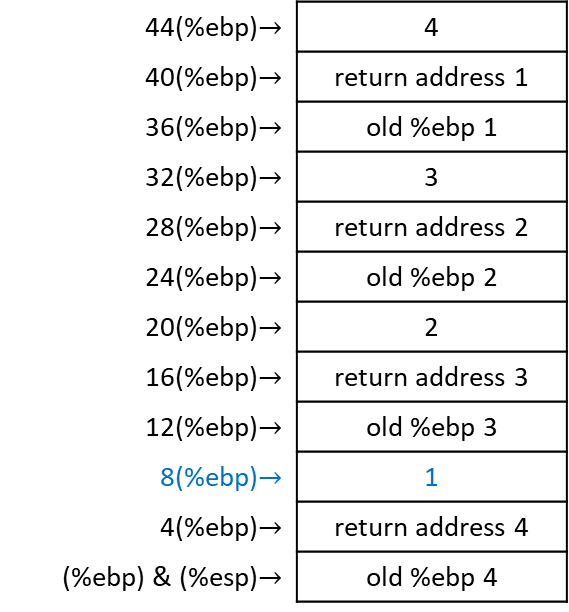 44(%ebp)→ 4
40(%ebp)→ return address 1
36(%ebp)→ old %ebp 1
32(%ebp)→ 3
28(%ebp)→ return address 2
24(%ebp)→ old %ebp 2
20(%ebp)→ 2
16(%ebp)→ return address 3
12(%ebp)→ old %ebp 3
8(%ebp)→ 1
4(%ebp)→ return address 4
(%ebp) & (%esp)→ old %ebp 4